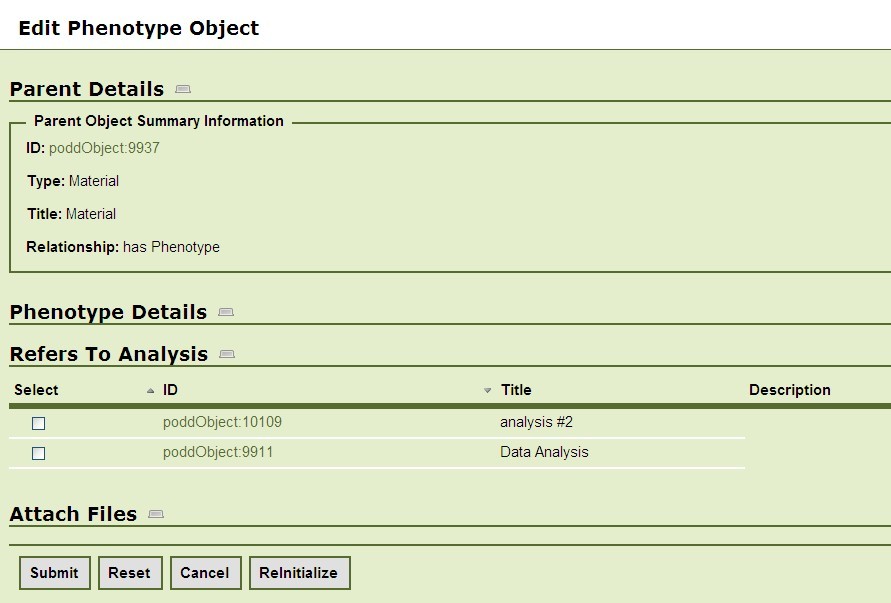 Edit Phenotype Object
Parent Details
Parent Object Summary Information
ID: poddObject:9937
Type: Material
Title: Material
Relationship: has Phenotype
Phenotype Details
Refers To Analysis
Select ID Title Description
poddObject:10109 analysis #2
poddObject:9911 Data Analysis
Attach Files
Submit Reset Cancel ReInitialize